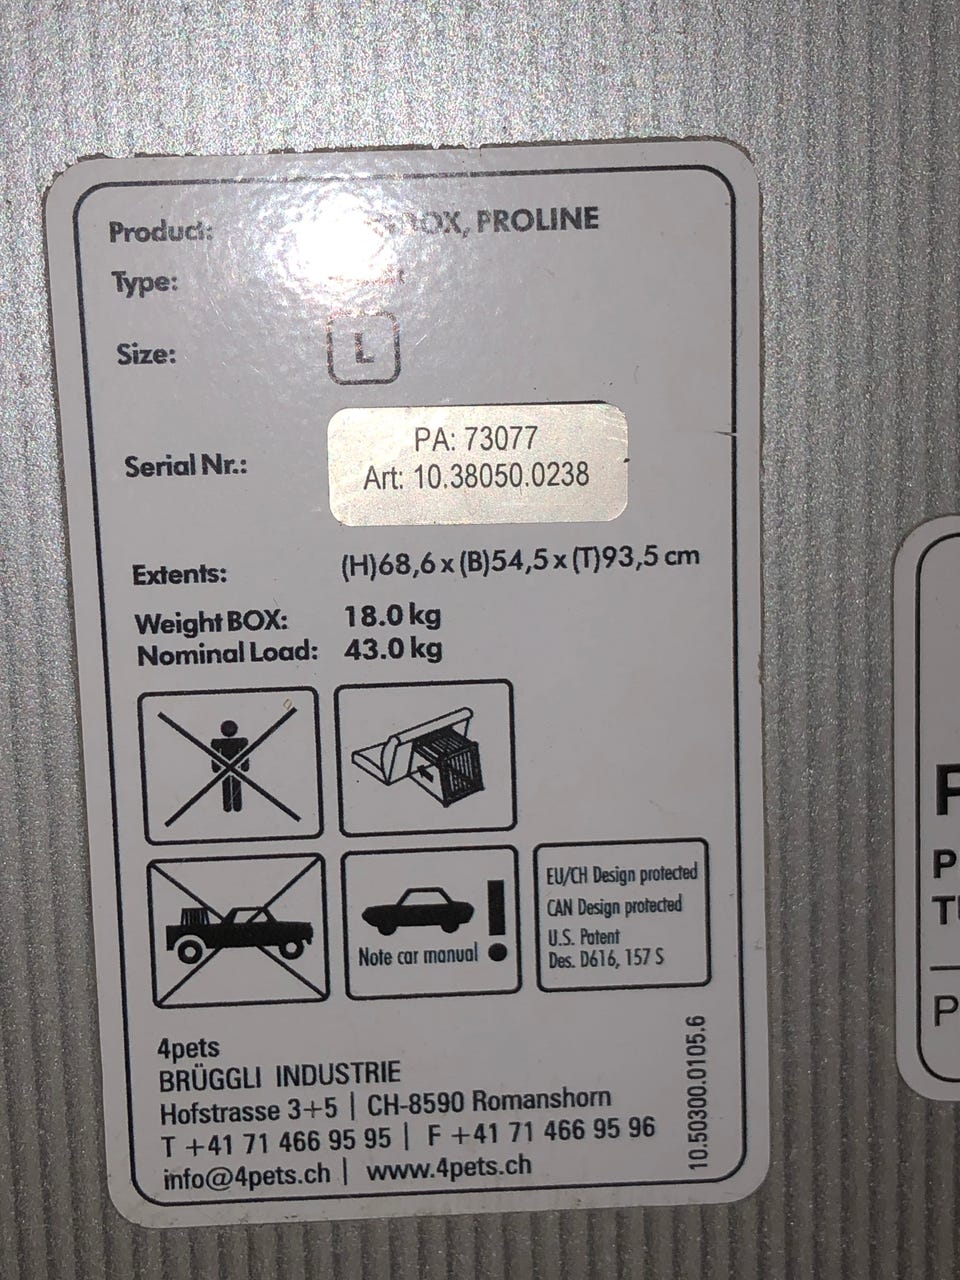 Product: BOX, PROLINE
Type:
Size: L
Serial Nr.:
PA: 73077
Art: 10.38050.0238
Extents: (H)68,6 x (B)54,5 x (T)93,5 cm
Weight BOX: 18.0 kg
Nominal Load: 43.0 kg
Note car manual
!
EU/CH Design protected
CAN Design protected
U.S. Patent
Des. D616, 157 S
4pets
BRÜGGLI INDUSTRIE
Hofstrasse 3+5 | CH-8590 Romanshorn
T +41 71 466 95 95 | F +41 71 466 95 96
info@4pets.ch | www.4pets.ch
10.50300.0105.6
P